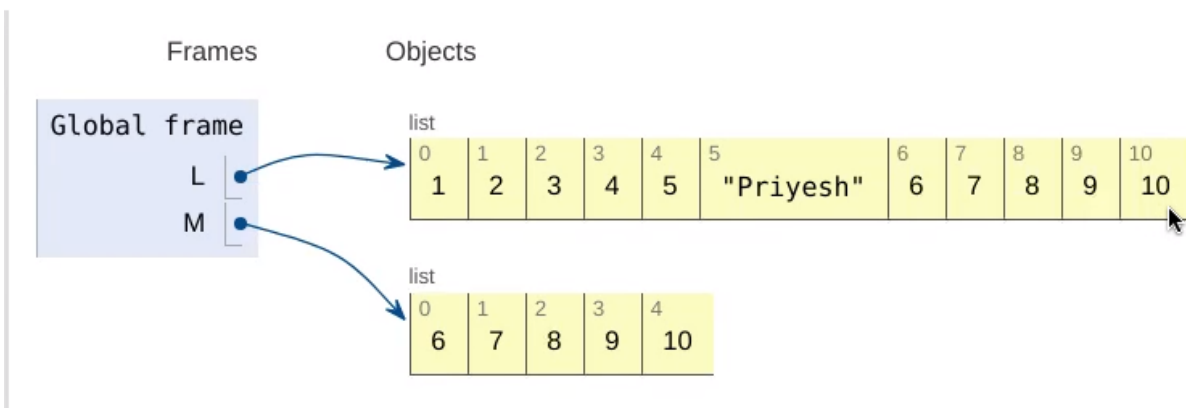 Frames Objects
Global frame
L
M
list
0 1 2 3 4 5 6 7 8 9 10
1 2 3 4 5 "Priyesh" 6 7 8 9 10
list
0 1 2 3 4
6 7 8 9 10